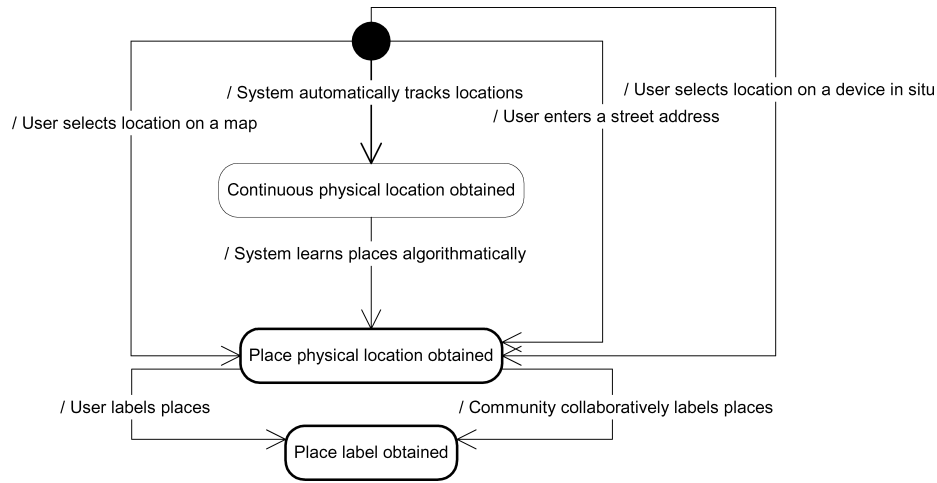 / User selects location on a device in situ
/ System automatically tracks locations
/ User enters a street address
/ User selects location on a map
Continuous physical location obtained
/ System learns places algorithmatically
Place physical location obtained
/ User labels places
/ Community collaboratively labels places
Place label obtained